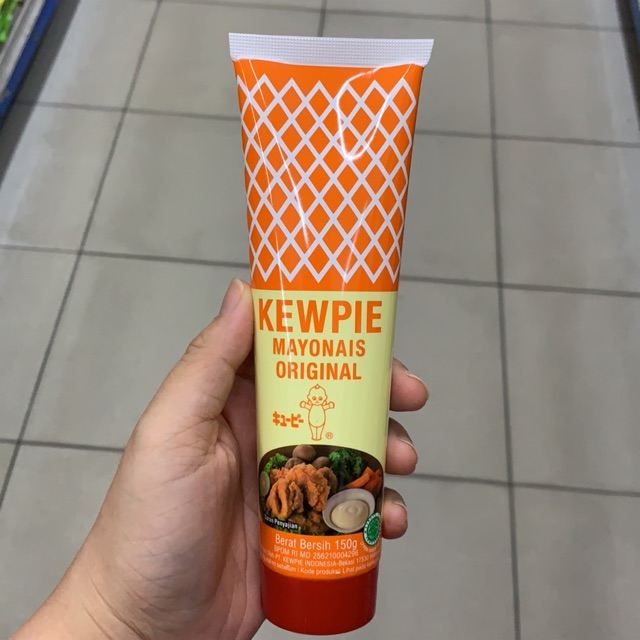 KEWPIE
MAYONAIS
ORIGINAL
キユーピー
®
Saran Penyajian
Berat Bersih 150g
BPOM RI MD
KEWPIE INDONESIA
Kode produksi